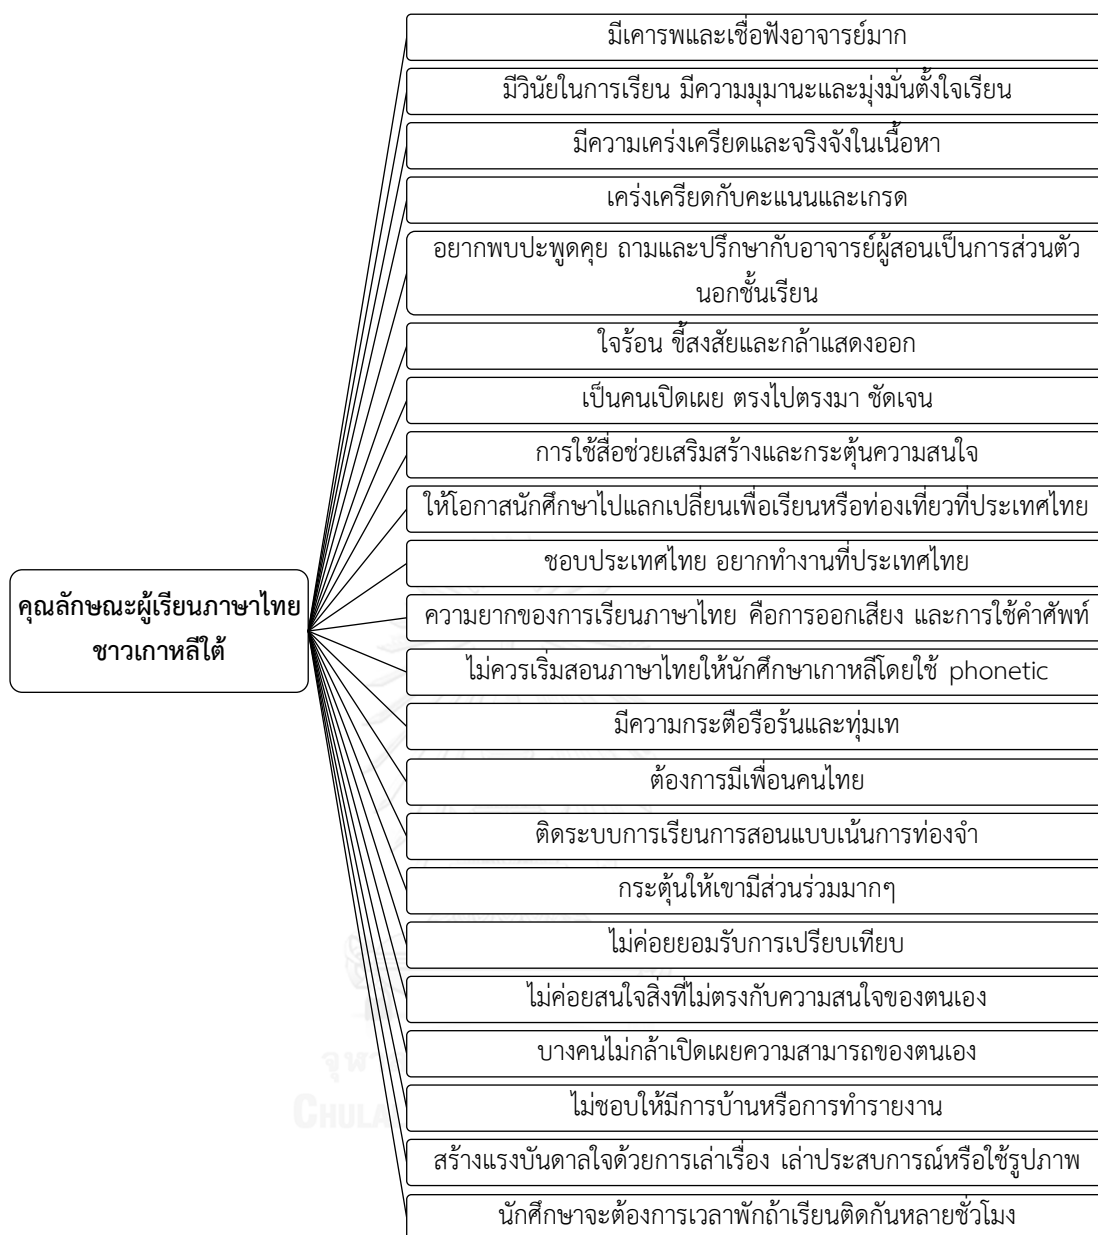 มีเคารพและเชื่อฟังอาจารย์มาก
มีวินัยในการเรียน มีความมุมานะและมุ่งมั่นตั้งใจเรียน
มีความเคร่งเครียดและจริงจังในเนื้อหา
เคร่งเครียดกับคะแนนและเกรด
อยากพบปะพูดคุย ถามและปรึกษากับอาจารย์ผู้สอนเป็นการส่วนตัว
นอกชั้นเรียน
ใจร้อน ขี้สงสัยและกล้าแสดงออก
เป็นคนเปิดเผย ตรงไปตรงมา ชัดเจน
การใช้สื่อช่วยเสริมสร้างและกระตุ้นความสนใจ
ให้โอกาสนักศึกษาไปแลกเปลี่ยนเพื่อเรียนหรือท่องเที่ยวที่ประเทศไทย
ชอบประเทศไทย อยากทำงานที่ประเทศไทย
คุณลักษณะผู้เรียนภาษาไทย
ชาวเกาหลีใต้
ความยากของการเรียนภาษาไทย คือการออกเสียง และการใช้คำศัพท์
ไม่ควรเริ่มสอนภาษาไทยให้นักศึกษาเกาหลีโดยใช้ phonetic
มีความกระตือรือร้นและทุ่มเท
ต้องการมีเพื่อนคนไทย
ติดระบบการเรียนการสอนแบบเน้นการท่องจำ
กระตุ้นให้เขามีส่วนร่วมมากๆ
ไม่ค่อยยอมรับการเปรียบเทียบ
ไม่ค่อยสนใจสิ่งที่ไม่ตรงกับความสนใจของตนเอง
บางคนไม่กล้าเปิดเผยความสามารถของตนเอง
ไม่ชอบให้มีการบ้านหรือการทำรายงาน
สร้างแรงบันดาลใจด้วยการเล่าเรื่อง เล่าประสบการณ์หรือใช้รูปภาพ
นักศึกษาจะต้องการเวลาพักถ้าเรียนติดกันหลายชั่วโมง